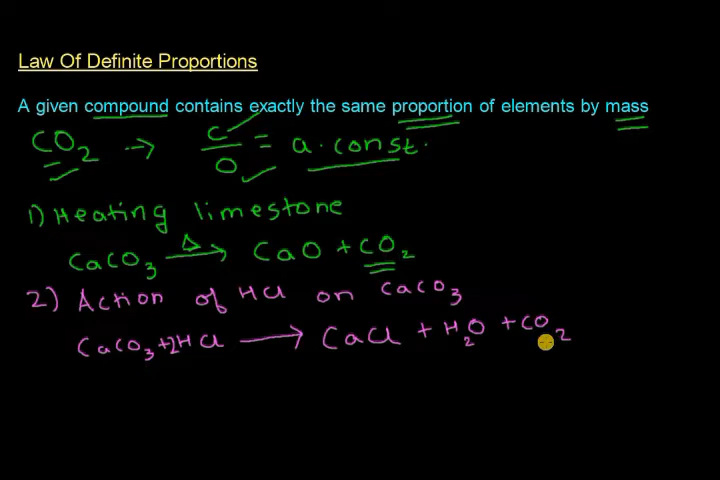 Law Of Definite Proportions
A given compound contains exactly the same proportion of elements by mass
CO2 → C/O = a const.
1) Heating limestone
CaCO3 Δ→ CaO + CO2
2) Action of HCl on CaCO3
CaCO3 + 2HCl → CaCl + H2O + CO2